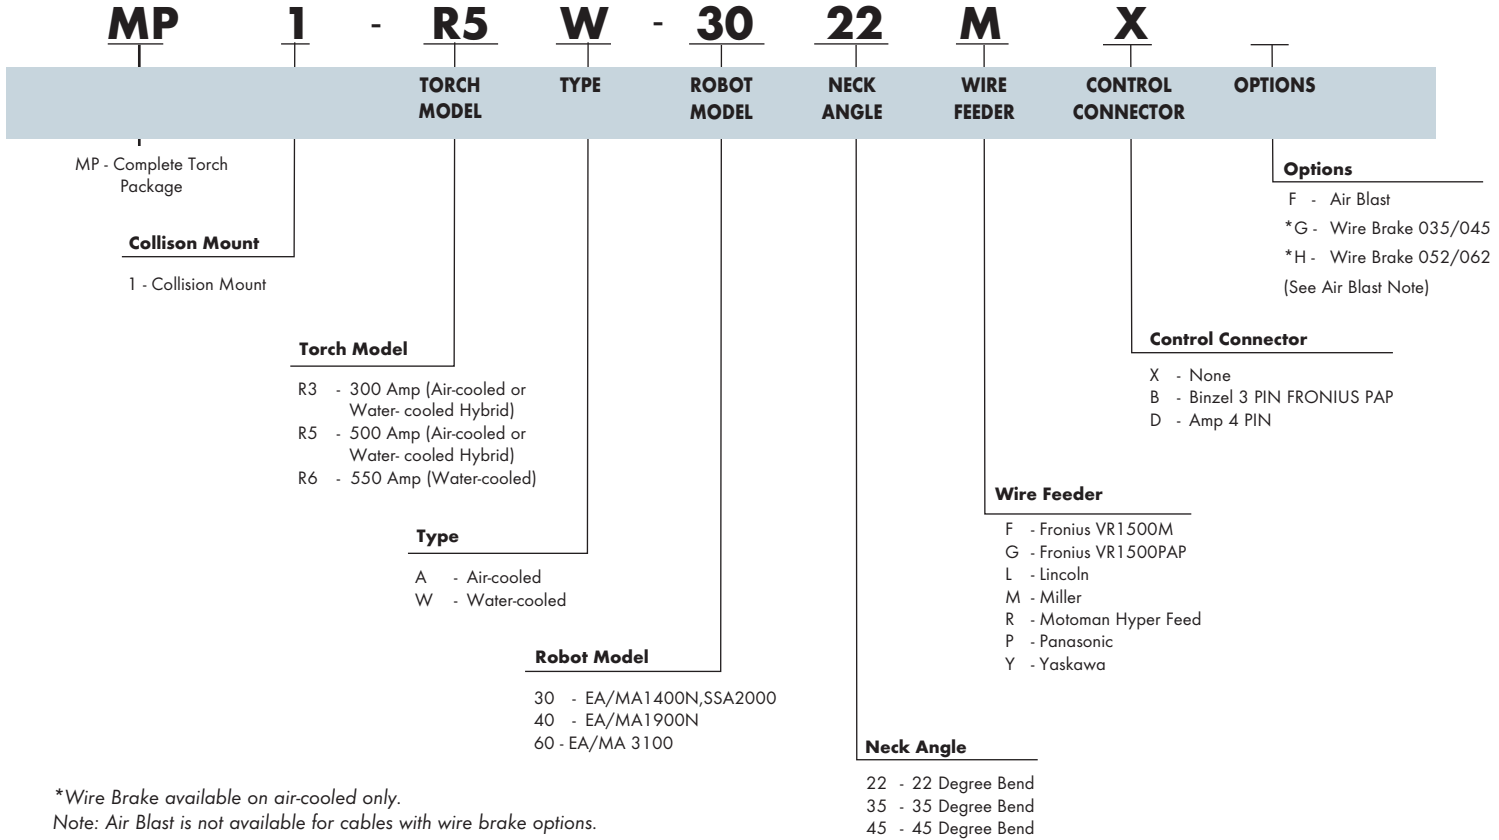 MP 1 - R5 W - 30 22 M X
TORCH MODEL
TYPE
ROBOT MODEL
NECK ANGLE
WIRE FEEDER
CONTROL CONNECTOR
OPTIONS
MP - Complete Torch
Package
Collison Mount
1 - Collision Mount
Torch Model
R3 - 300 Amp (Air-cooled or
Water- cooled Hybrid)
R5 - 500 Amp (Air-cooled or
Water- cooled Hybrid)
R6 - 550 Amp (Water-cooled)
Type
A - Air-cooled
W - Water-cooled
Robot Model
30 - EA/MA1400N,SSA2000
40 - EA/MA1900N
60 - EA/MA 3100
Neck Angle
22 - 22 Degree Bend
35 - 35 Degree Bend
45 - 45 Degree Bend
Wire Feeder
F - Fronius VR1500M
G - Fronius VR1500PAP
L - Lincoln
M - Miller
R - Motoman Hyper Feed
P - Panasonic
Y - Yaskawa
Control Connector
X - None
B - Binzel 3 PIN FRONIUS PAP
D - Amp 4 PIN
Options
F - Air Blast
*G - Wire Brake 035/045
*H - Wire Brake 052/062
(See Air Blast Note)
*Wire Brake available on air-cooled only.
Note: Air Blast is not available for cables with wire brake options.